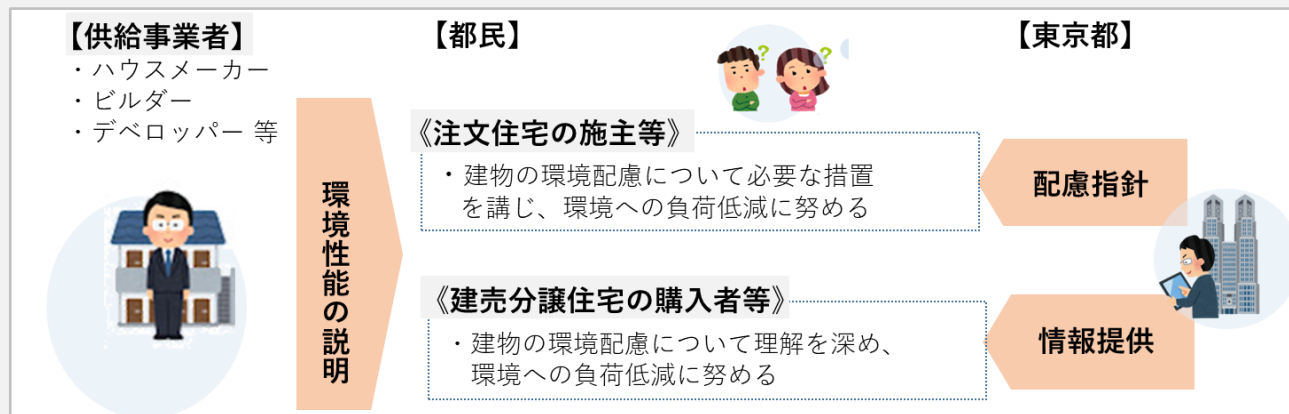 【供給事業者】
・ハウスメーカー
・ビルダー
・デベロッパー 等
環境性能の説明
【都民】
? ?
《注文住宅の施主等》
・建物の環境配慮について必要な措置
を講じ、環境への負荷低減に努める
《建売分譲住宅の購入者等》
・建物の環境配慮について理解を深め、
環境への負荷低減に努める
【東京都】
配慮指針
情報提供